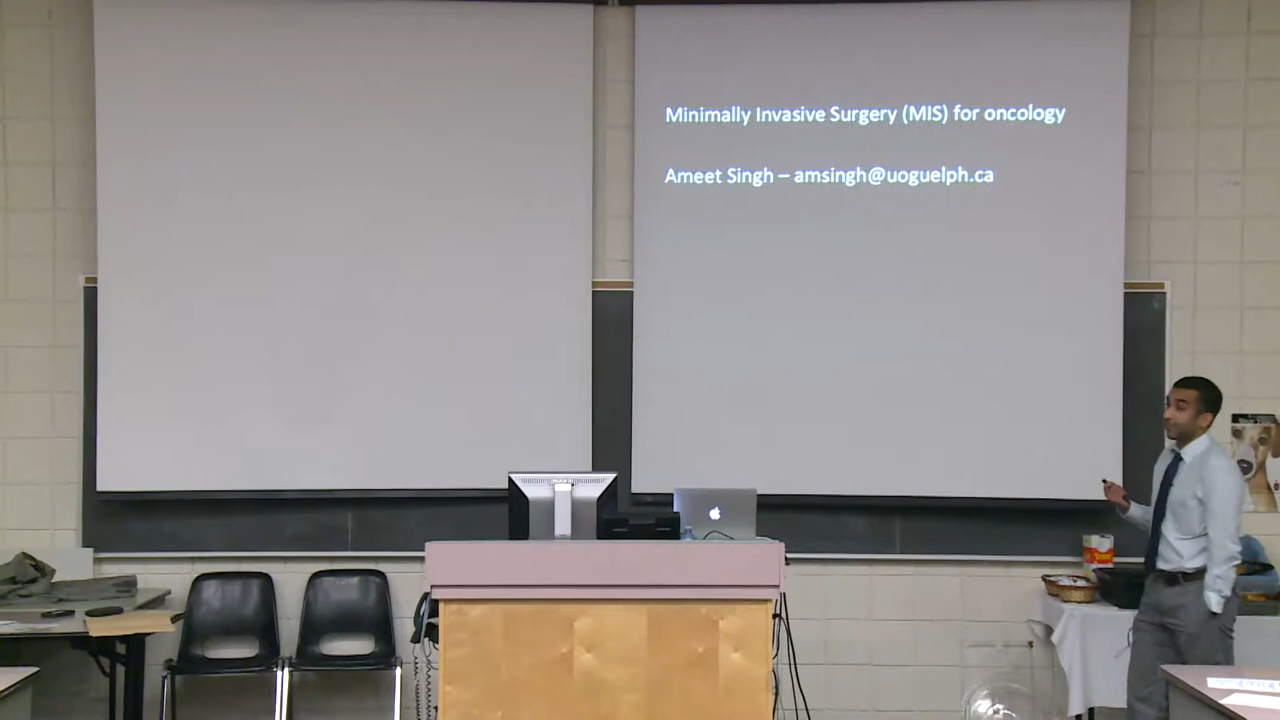 Minimally Invasive Surgery (MIS) for oncology
Ameet Singh – amsingh@uoguelph.ca